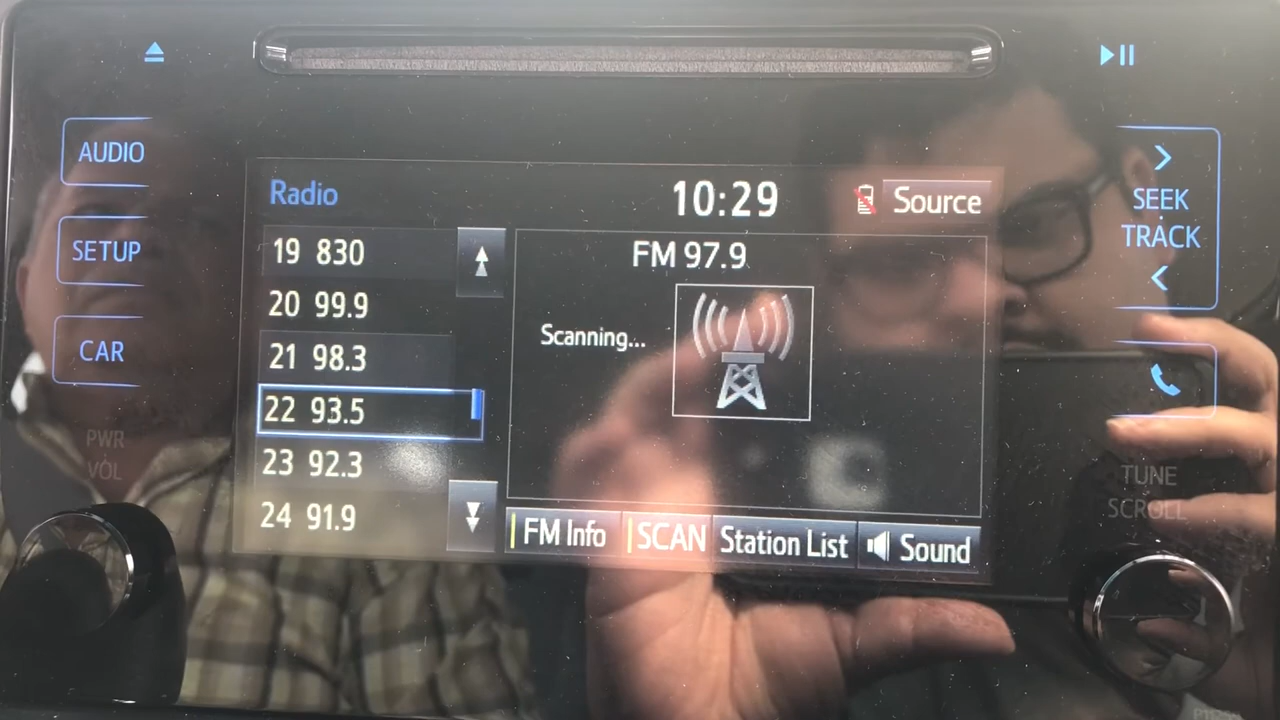 AUDIO
SETUP
CAR
PWR
VOL
Radio
10:29
Source
19 830
20 99.9
21 98.3
22 93.5
23 92.3
24 91.9
FM 97.9
Scanning...
FM Info
SCAN
Station List
Sound
SEEK
TRACK
TUNE
SCROLL